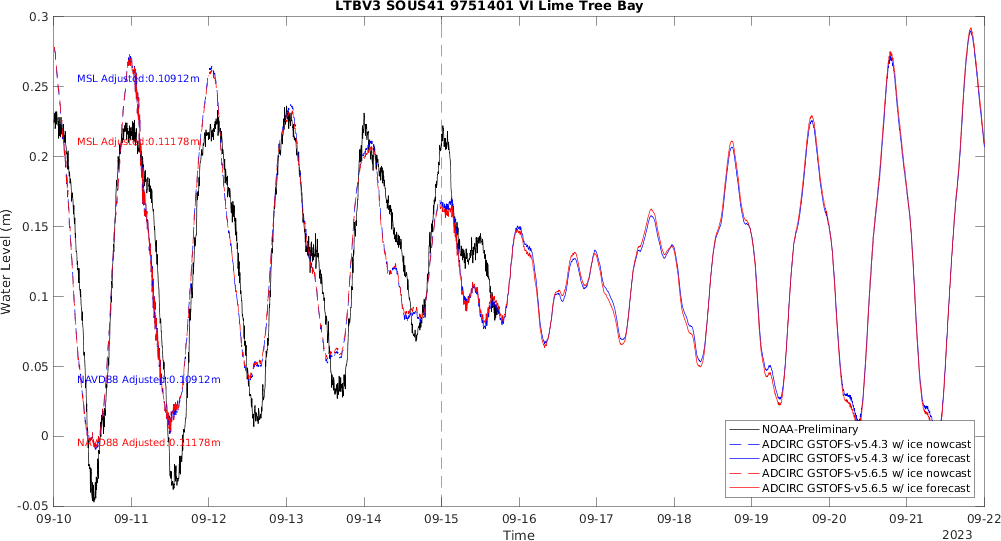 LTBV3 SOUS41 9751401 VI Lime Tree Bay
Water Level (m)
0.3
0.25
0.2
0.15
0.1
0.05
0
-0.05
MSL Adjusted:0.10912m
MSL Adjusted:0.11178m
NAVD88 Adjusted:0.10912m
NAVD88 Adjusted:0.11178m
NOAA-Preliminary
ADCIRC GSTOFS-v5.4.3 w/ ice nowcast
ADCIRC GSTOFS-v5.4.3 w/ ice forecast
ADCIRC GSTOFS-v5.6.5 w/ ice nowcast
ADCIRC GSTOFS-v5.6.5 w/ ice forecast
09-10 09-11 09-12 09-13 09-14 09-15 09-16 09-17 09-18 09-19 09-20 09-21 09-22
Time
2023